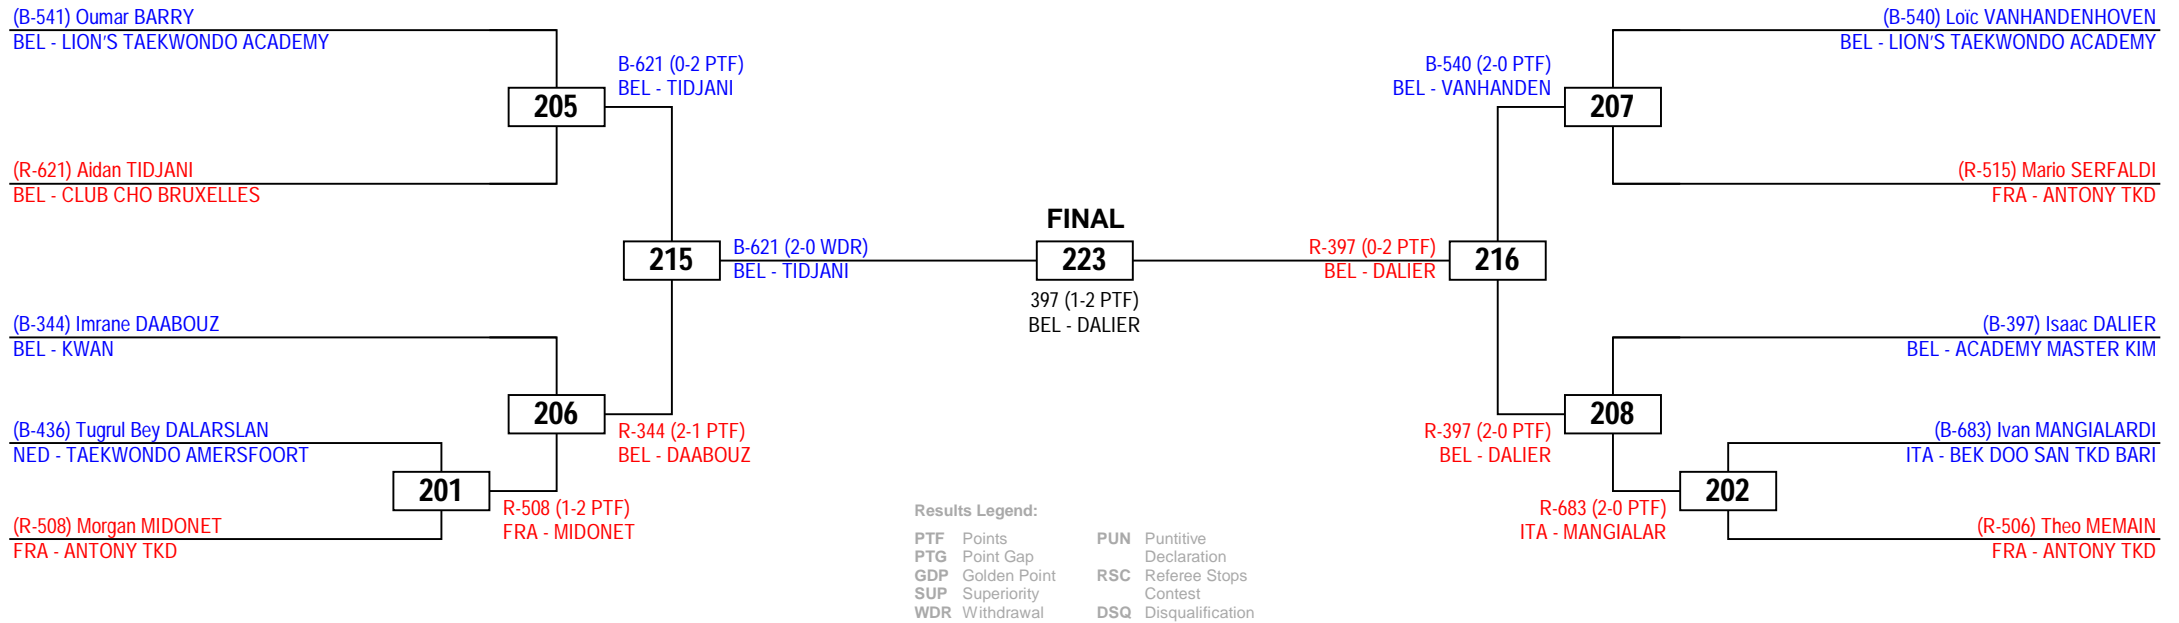 (B-541) Oumar BARRY
BEL - LION'S TAEKWONDO ACADEMY
B-621 (0-2 PTF)
BEL - TIDJANI
205
(R-621) Aidan TIDJANI
BEL - CLUB CHO BRUXELLES
215
B-621 (2-0 WDR)
BEL - TIDJANI
(B-344) Imrane DAABOUZ
BEL - KWAN
206
R-344 (2-1 PTF)
BEL - DAABOUZ
(B-436) Tugrul Bey DALARSLAN
NED - TAEKWONDO AMERSFOORT
201
R-508 (1-2 PTF)
FRA - MIDONET
(R-508) Morgan MIDONET
FRA - ANTONY TKD
FINAL
223
397 (1-2 PTF)
BEL - DALIER
(B-540) Loïc VANHANDENHOVEN
BEL - LION'S TAEKWONDO ACADEMY
B-540 (2-0 PTF)
BEL - VANHANDEN
207
(R-515) Mario SERFALDI
FRA - ANTONY TKD
R-397 (0-2 PTF)
BEL - DALIER
216
(B-397) Isaac DALIER
BEL - ACADEMY MASTER KIM
208
R-397 (2-0 PTF)
BEL - DALIER
(B-683) Ivan MANGIALARDI
ITA - BEK DOO SAN TKD BARI
202
R-683 (2-0 PTF)
ITA - MANGIALAR
(R-506) Theo MEMAIN
FRA - ANTONY TKD
Results Legend:
PTF Points
PTG Point Gap
GDP Golden Point
SUP Superiority
WDR Withdrawal
PUN Puntitive
Declaration
RSC Referee Stops
Contest
DSQ Disqualification